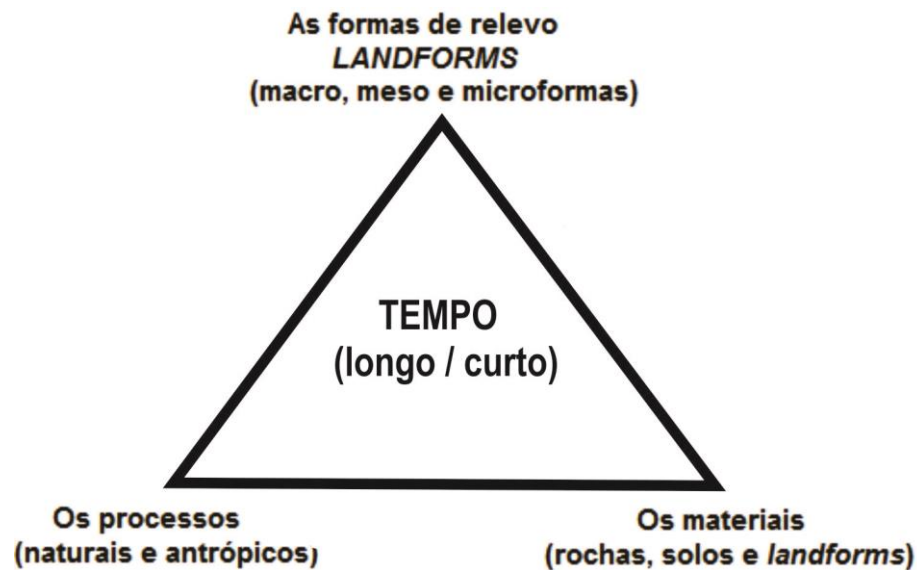 As formas de relevo
LANDFORMS
(macro, meso e microformas)
TEMPO
(longo / curto)
Os processos
(naturais e antrópicos)
Os materiais
(rochas, solos e landforms)